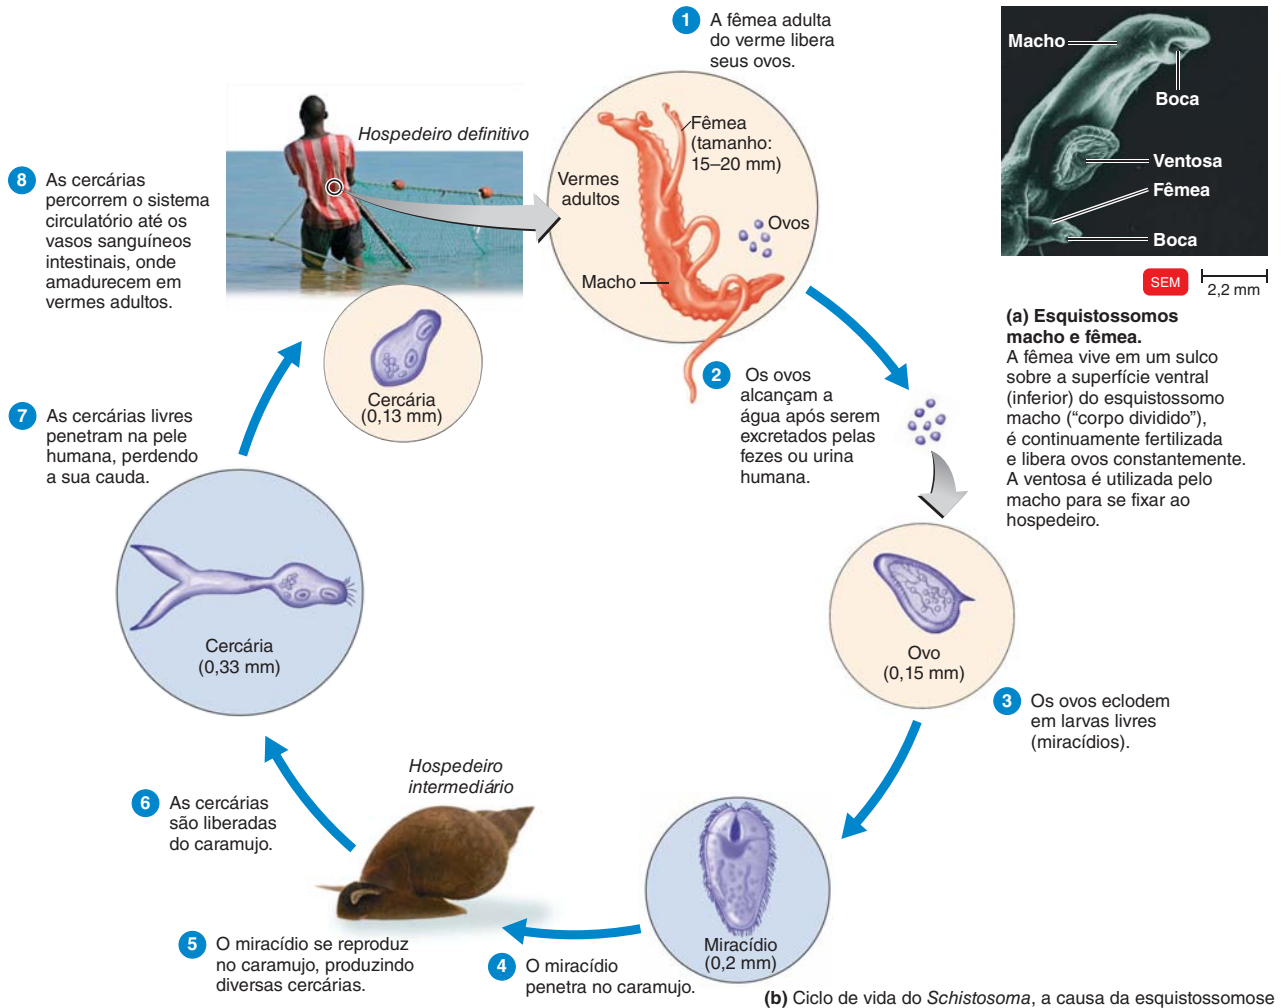 1 A fêmea adulta
do verme libera
seus ovos.
Hospedeiro definitivo
Fêmea
(tamanho:
15–20 mm)
Vermes
adultos
Ovos
Macho
Macho
Boca
Ventosa
Fêmea
Boca
SEM
2,2 mm
(a) Esquistossomos
macho e fêmea.
A fêmea vive em um sulco
sobre a superfície ventral
(inferior) do esquistossomo
macho (“corpo dividido”),
é continuamente fertilizada
e libera ovos constantemente.
A ventosa é utilizada pelo
macho para se fixar ao
hospedeiro.
2 Os ovos
alcançam a
água após serem
excretados pelas
fezes ou urina
humana.
Ovo
(0,15 mm)
3 Os ovos eclodem
em larvas livres
(miracídios).
Miracídio
(0,2 mm)
4 O miracídio
penetra no caramujo.
Hospedeiro
intermediário
5 O miracídio se reproduz
no caramujo, produzindo
diversas cercárias.
6 As cercárias
são liberadas
do caramujo.
Cercária
(0,33 mm)
7 As cercárias livres
penetram na pele
humana, perdendo
a sua cauda.
Cercária
(0,13 mm)
8 As cercárias
percorrem o sistema
circulatório até os
vasos sanguíneos
intestinais, onde
amadurecem em
vermes adultos.
(b) Ciclo de vida do Schistosoma, a causa da esquistossomose